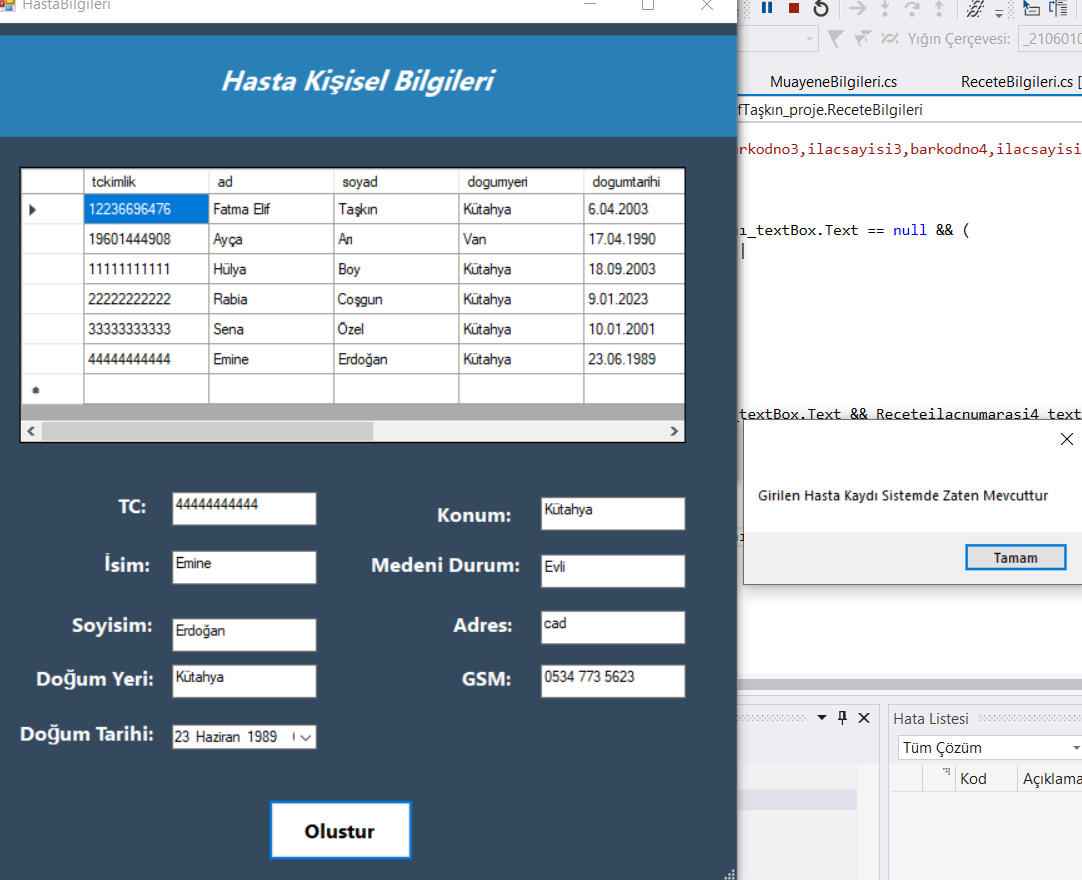 HastaBilgileri
Hasta Kişisel Bilgileri
tckimlik ad soyad dogumyeri dogumtarihi
12236696476 Fatma Elif Taşkın Kütahya 6.04.2003
19601444908 Ayça Arı Van 17.04.1990
11111111111 Hülya Boy Kütahya 18.09.2003
22222222222 Rabia Coşgun Kütahya 9.01.2023
33333333333 Sena Özel Kütahya 10.01.2001
44444444444 Emine Erdoğan Kütahya 23.06.1989
TC: 44444444444
İsim: Emine
Soyisim: Erdoğan
Doğum Yeri: Kütahya
Doğum Tarihi: 23 Haziran 1989
Konum: Kütahya
Medeni Durum: Evli
Adres: cad
GSM: 0534 773 5623
Olustur
Yığın Çerçevesi: _2106010
MuayeneBilgileri.cs ReceteBilgileri.cs [
fTaşkın_proje.ReceteBilgileri
rkodno3,ilacsayisi3,barkodno4,ilacsayisi
ı_textBox.Text == null && (
_textBox.Text && Receteilacnumarasi4_text
Girilen Hasta Kaydı Sistemde Zaten Mevcuttur
Tamam
Hata Listesi
Tüm Çözüm
Kod Açıklama